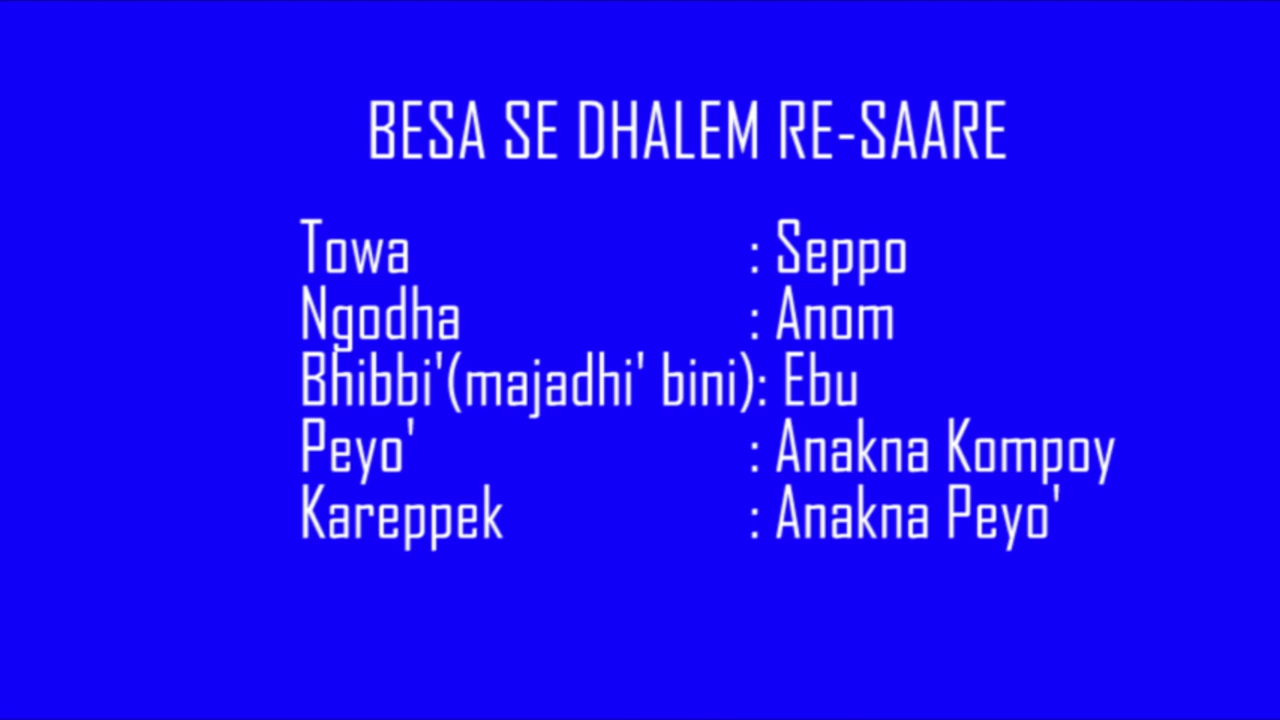 BESA SE DHALEM RE-SAARE
Towa : Seppo
Ngodha : Anom
Bhibbi'(majadhi' bini): Ebu
Peyo' : Anakna Kompoy
Kareppek : Anakna Peyo'